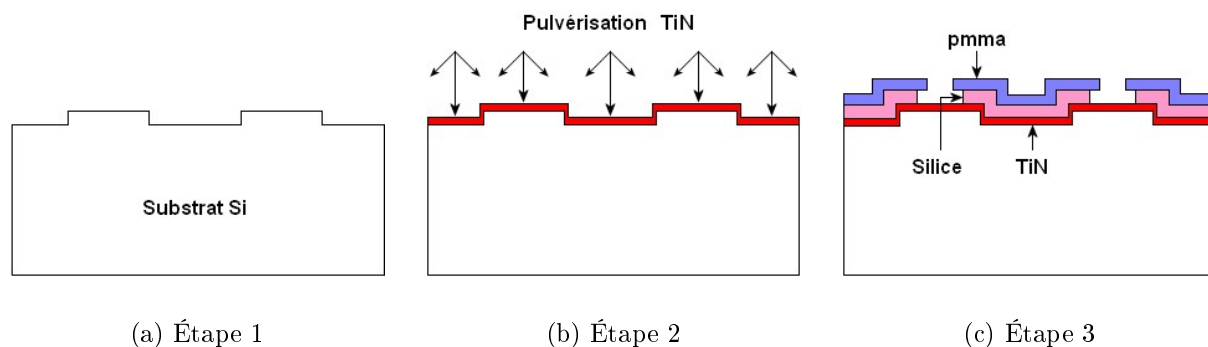 Pulvérisation TiN
pmma
Substrat Si
Silice
TiN
(a) Étape 1
(b) Étape 2
(c) Étape 3